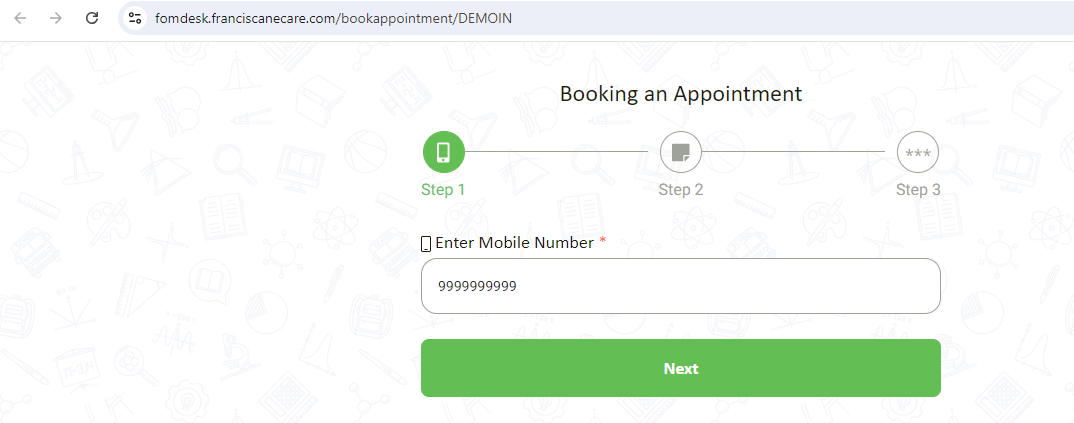 fomdesk.franciscanecare.com/bookappointment/DEMOIN
Booking an Appointment
***
Step 1 Step 2 Step 3
Enter Mobile Number *
9999999999
Next